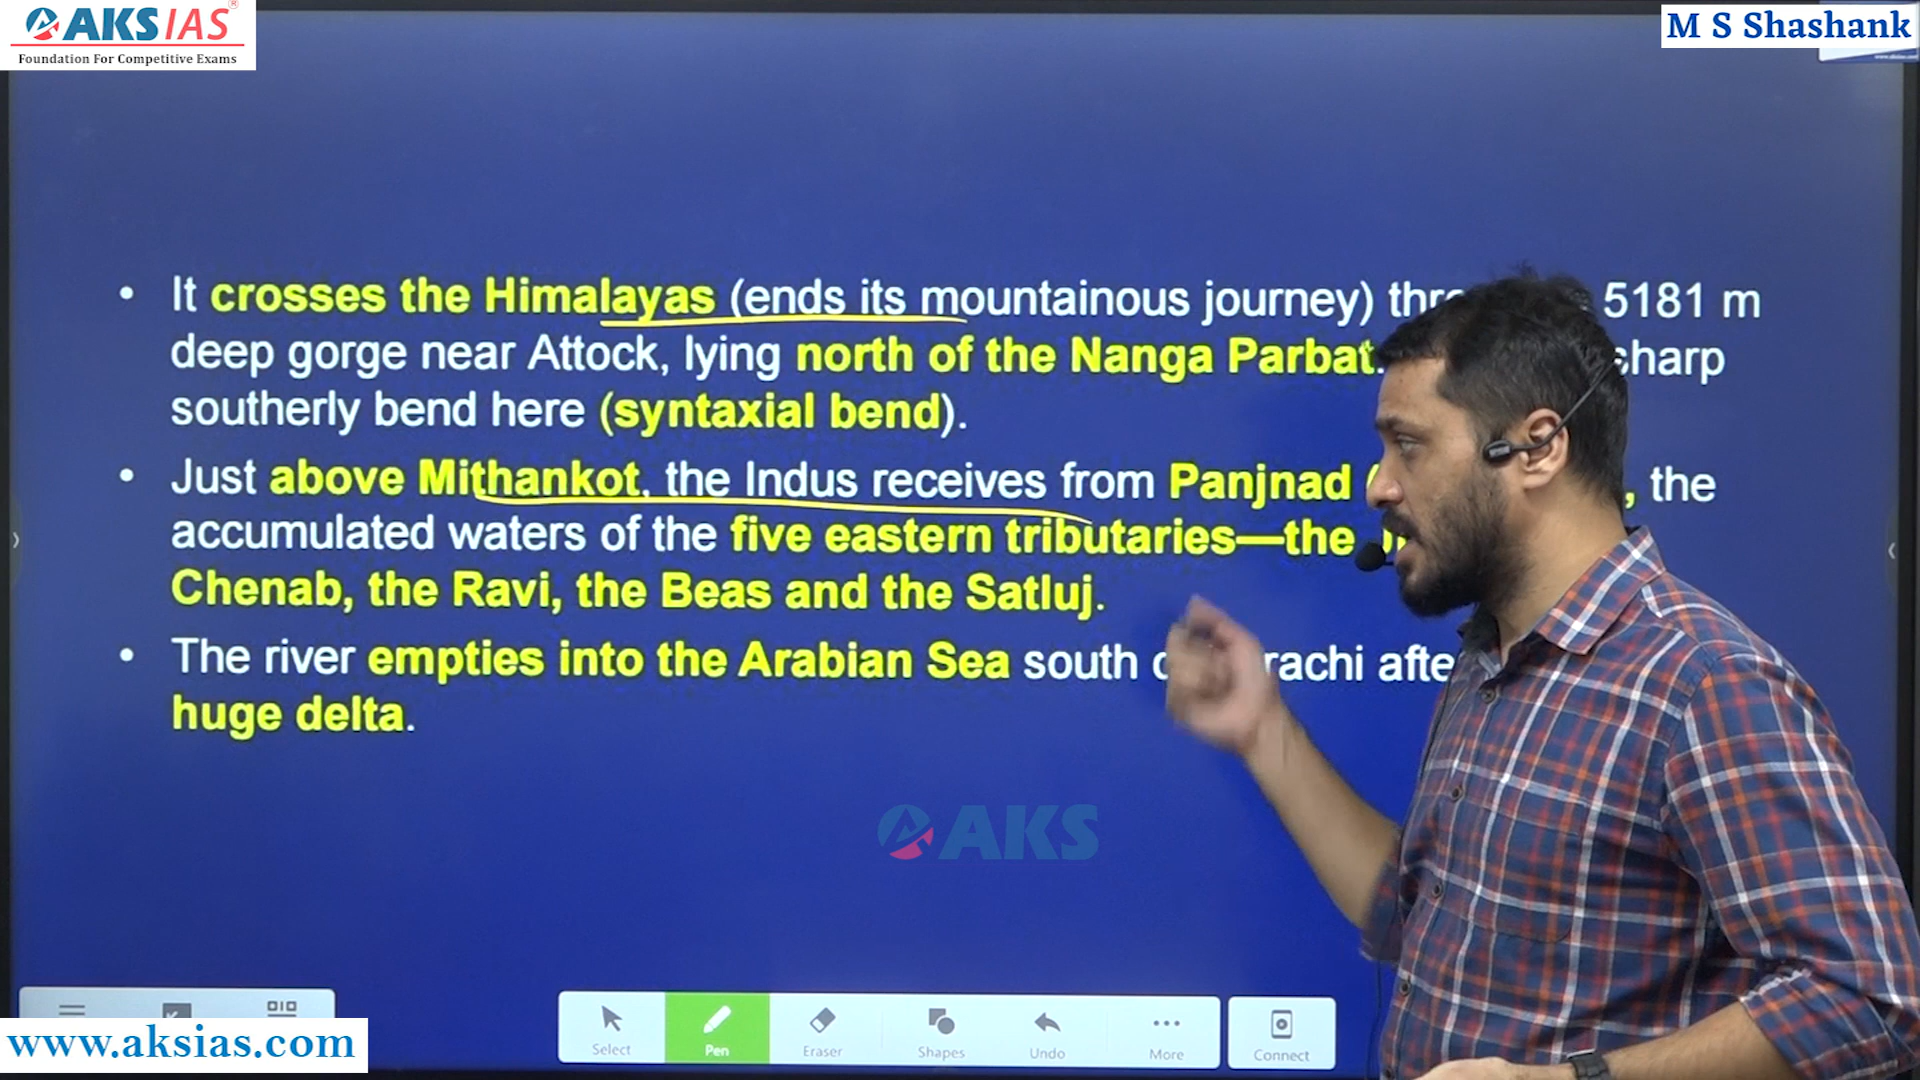 AKS IAS®
Foundation For Competitive Exams
M S Shashank
• It crosses the Himalayas (ends its mountainous journey) 5181 m
deep gorge near Attock, lying north of the Nanga Parbat. sharp
southerly bend here (syntaxial bend).
• Just above Mithankot, the Indus receives from Panjnad the
accumulated waters of the five eastern tributaries—the
Chenab, the Ravi, the Beas and the Satluj.
• The river empties into the Arabian Sea south
huge delta.
AKS
Select Pen Eraser Shapes Undo More Connect
www.aksias.com